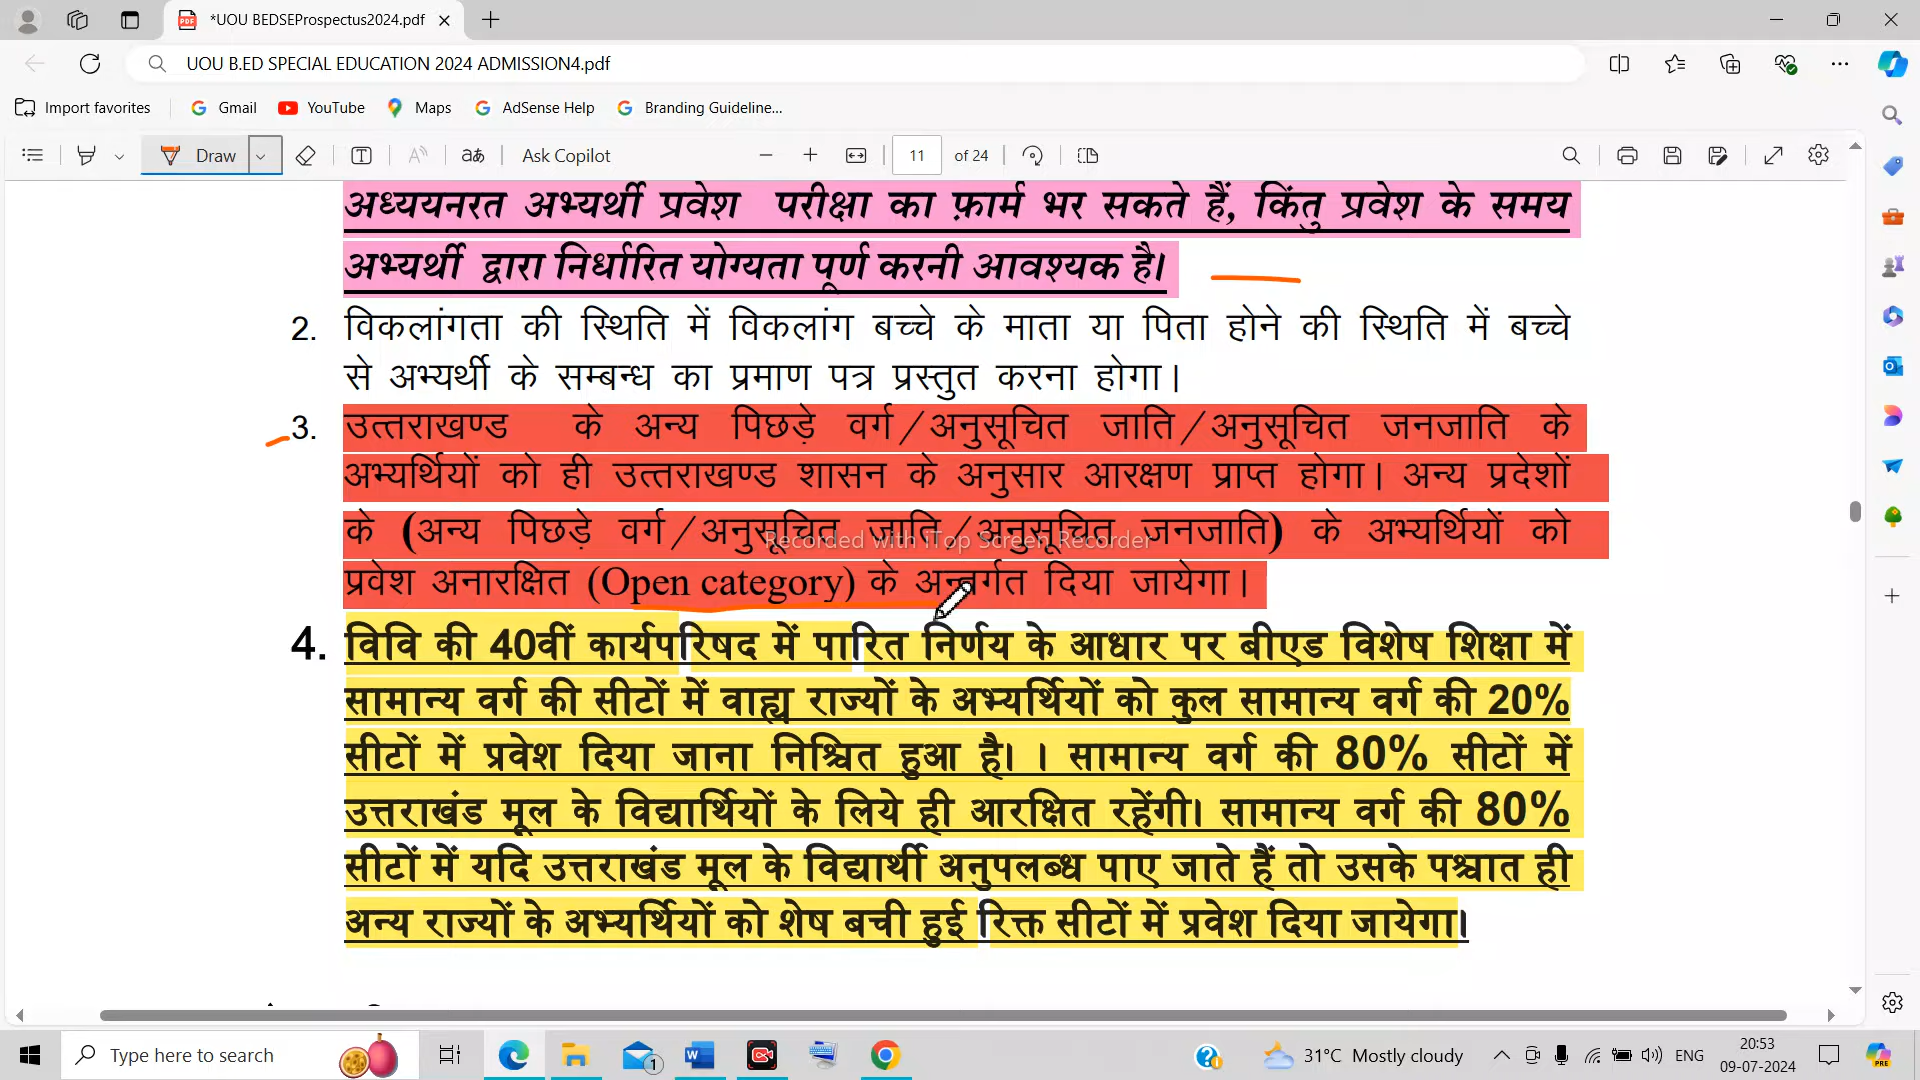 *UOU BEDSEProspectus2024.pdf
UOU B.ED SPECIAL EDUCATION 2024 ADMISSION4.pdf
Import favorites Gmail YouTube Maps AdSense Help Branding Guideline...
Draw aあ Ask Copilot 11 of 24
अध्ययनरत अभ्यर्थी प्रवेश परीक्षा का फ़ार्म भर सकते हैं, किंतु प्रवेश के समय
अभ्यर्थी द्वारा निर्धारित योग्यता पूर्ण करनी आवश्यक है।
2. विकलांगता की स्थिति में विकलांग बच्चे के माता या पिता होने की स्थिति में बच्चे
से अभ्यर्थी के सम्बन्ध का प्रमाण पत्र प्रस्तुत करना होगा।
3. उत्तराखण्ड के अन्य पिछड़े वर्ग/अनुसूचित जाति/अनुसूचित जनजाति के
अभ्यर्थियों को ही उत्तराखण्ड शासन के अनुसार आरक्षण प्राप्त होगा। अन्य प्रदेशों
के (अन्य पिछड़े वर्ग/अनुसूचित जाति/अनुसूचित जनजाति) के अभ्यर्थियों को
Recorded with iTop Screen Recorder
प्रवेश अनारक्षित (Open category) के अन्तर्गत दिया जायेगा।
4. विवि की 40वीं कार्यपरिषद में पारित निर्णय के आधार पर बीएड विशेष शिक्षा में
सामान्य वर्ग की सीटों में वाह्य राज्यों के अभ्यर्थियों को कुल सामान्य वर्ग की 20%
सीटों में प्रवेश दिया जाना निश्चित हुआ है। । सामान्य वर्ग की 80% सीटों में
उत्तराखंड मूल के विद्यार्थियों के लिये ही आरक्षित रहेंगी। सामान्य वर्ग की 80%
सीटों में यदि उत्तराखंड मूल के विद्यार्थी अनुपलब्ध पाए जाते हैं तो उसके पश्चात ही
अन्य राज्यों के अभ्यर्थियों को शेष बची हुई रिक्त सीटों में प्रवेश दिया जायेगा।
Type here to search 1 31°C Mostly cloudy ENG 20:53
09-07-2024 PRE